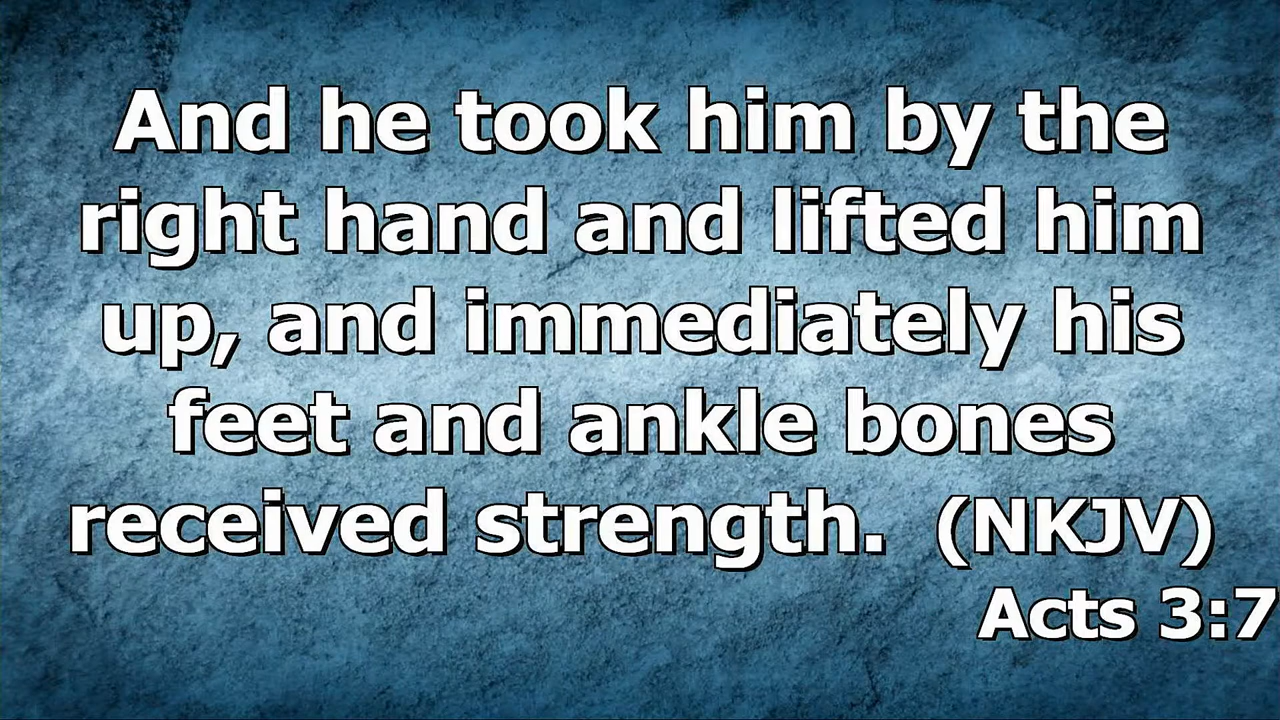 And he took him by the
right hand and lifted him
up, and immediately his
feet and ankle bones
received strength. (NKJV)
Acts 3:7